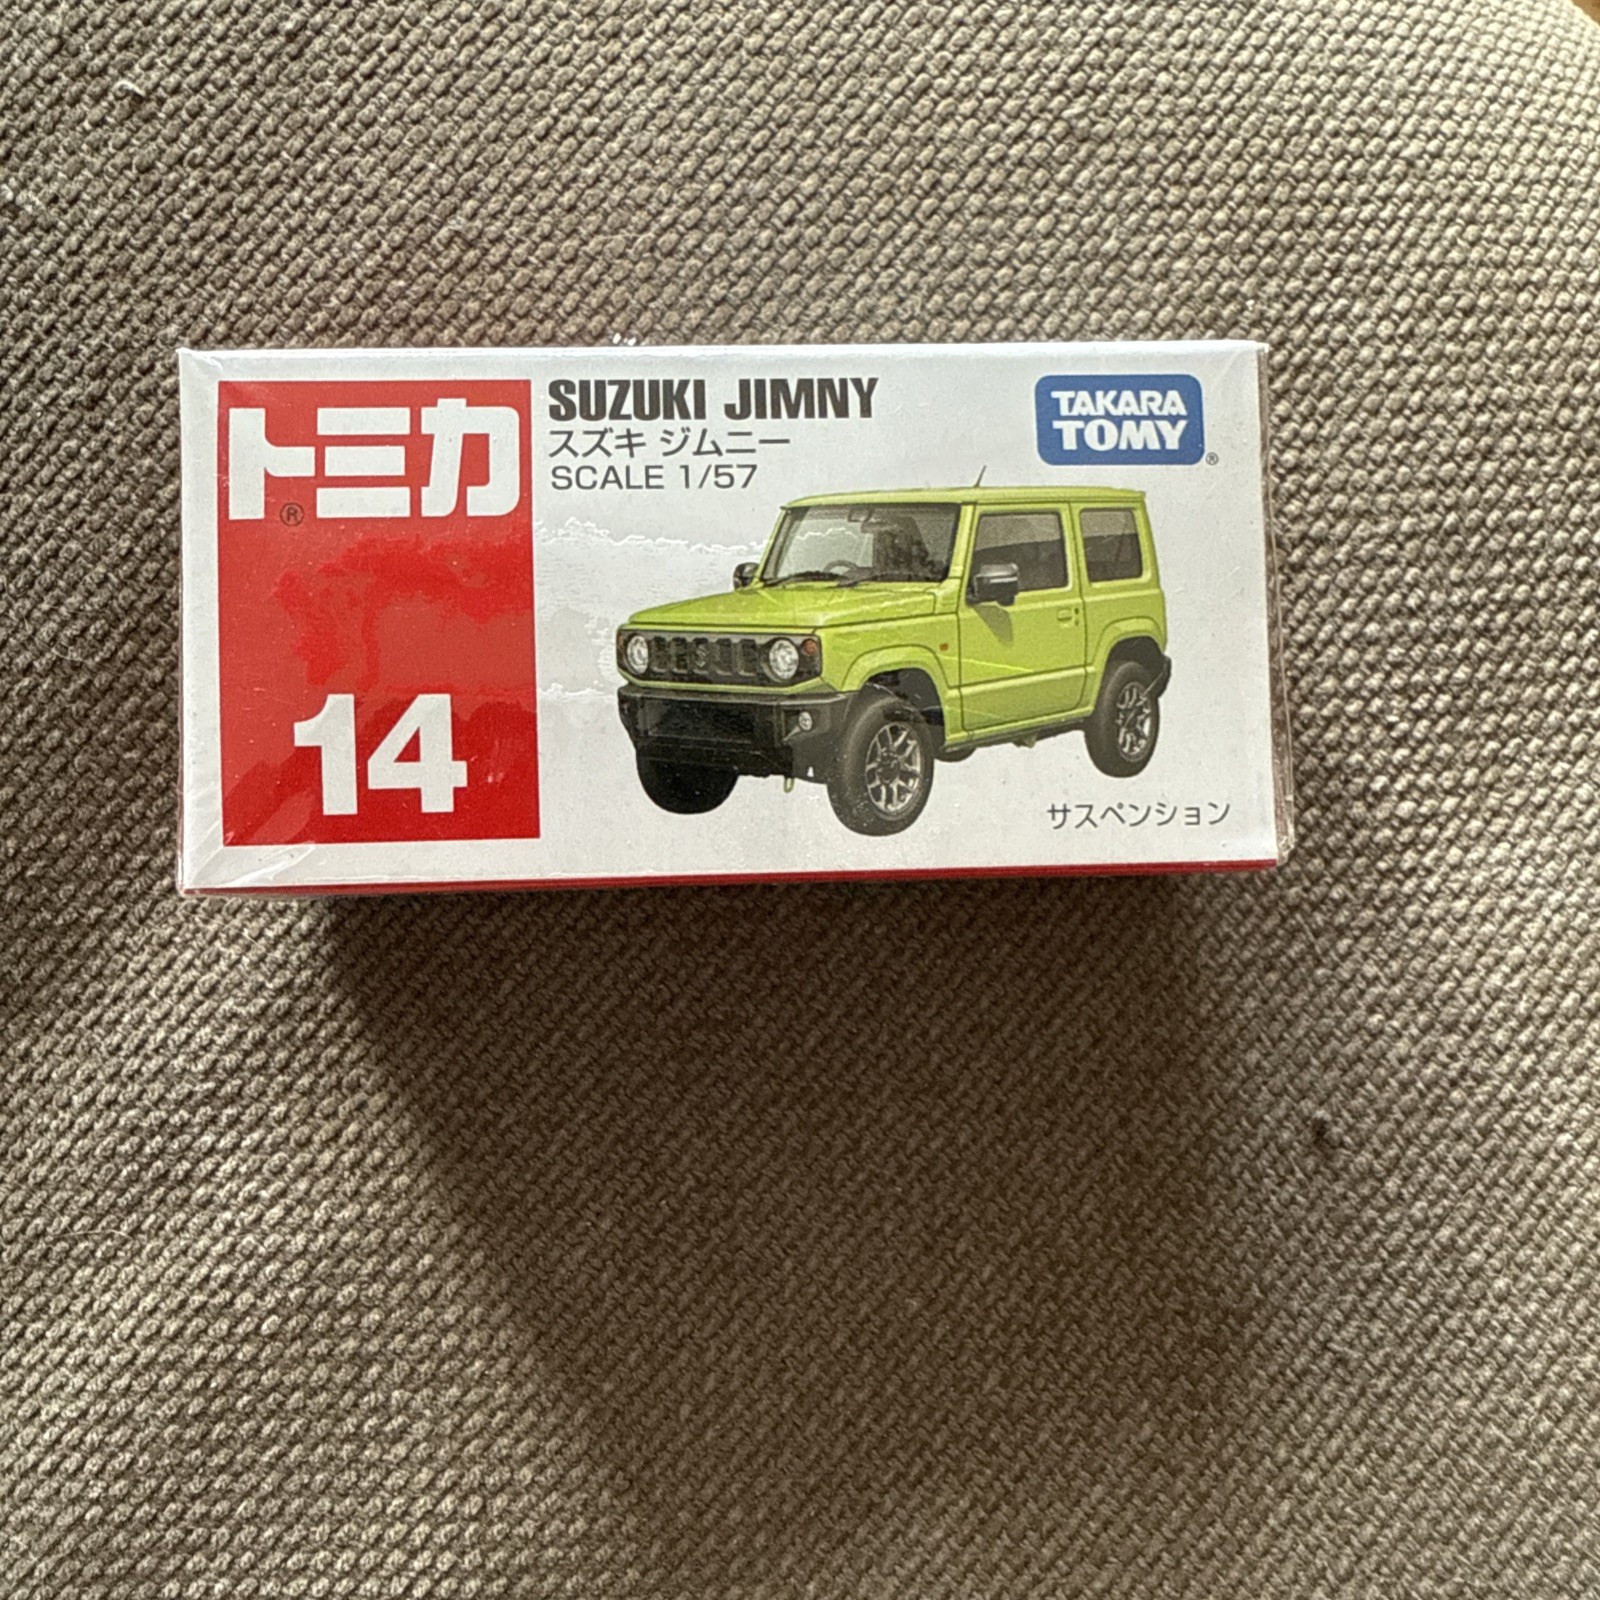 トミカ
®
14
SUZUKI JIMNY
スズキ ジムニー
SCALE 1/57
TAKARA
TOMY
®
サスペンション